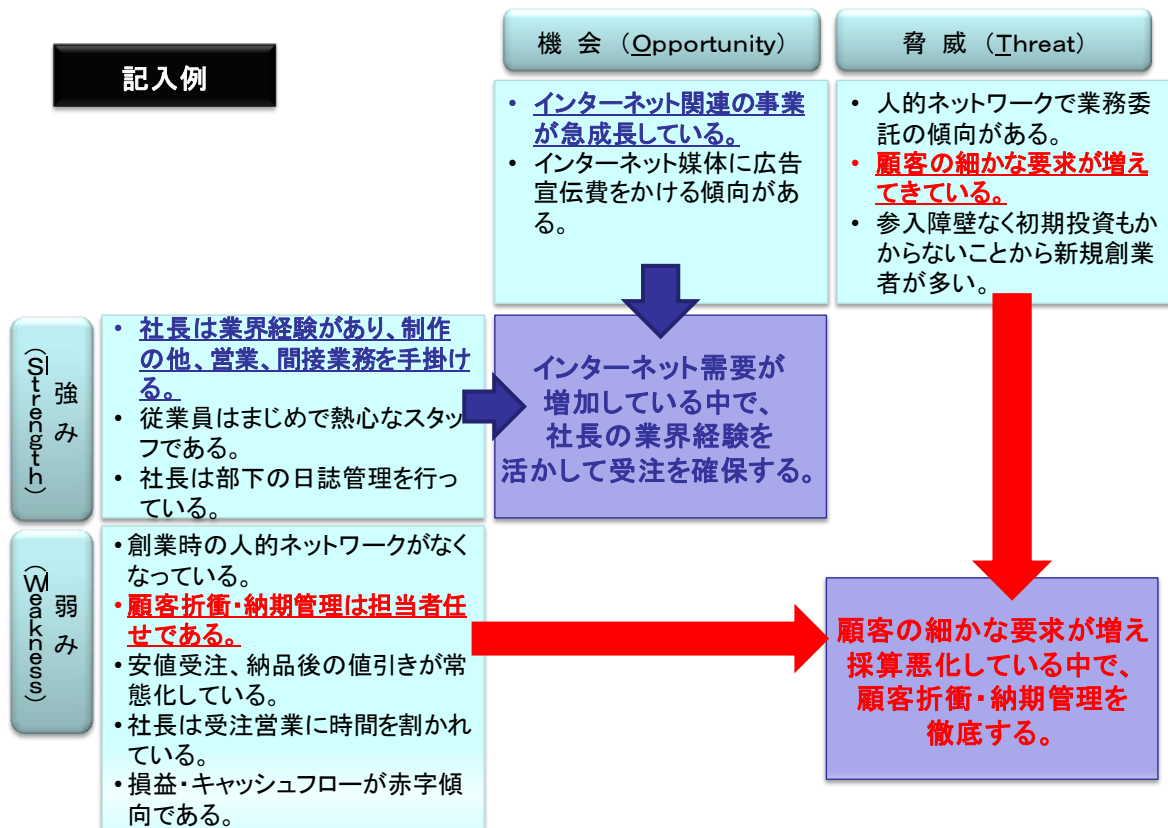 記入例
機 会 （Opportunity）
脅 威 （Threat）
• インターネット関連の事業
が急成長している。
• インターネット媒体に広告
宣伝費をかける傾向があ
る。
• 人的ネットワークで業務委
託の傾向がある。
• 顧客の細かな要求が増え
てきている。
• 参入障壁なく初期投資もか
からないことから新規創業
者が多い。
強み
（Strength）
• 社長は業界経験があり、制作
の他、営業、間接業務を手掛け
る。
• 従業員はまじめで熱心なスタッ
フである。
• 社長は部下の日誌管理を行っ
ている。
インターネット需要が
増加している中で、
社長の業界経験を
活かして受注を確保する。
弱み
（Weakness）
•創業時の人的ネットワークがなく
なっている。
•顧客折衝・納期管理は担当者任
せである。
•安値受注、納品後の値引きが常
態化している。
•社長は受注営業に時間を割かれ
ている。
•損益・キャッシュフローが赤字傾
向である。
顧客の細かな要求が増え
採算悪化している中で、
顧客折衝・納期管理を
徹底する。